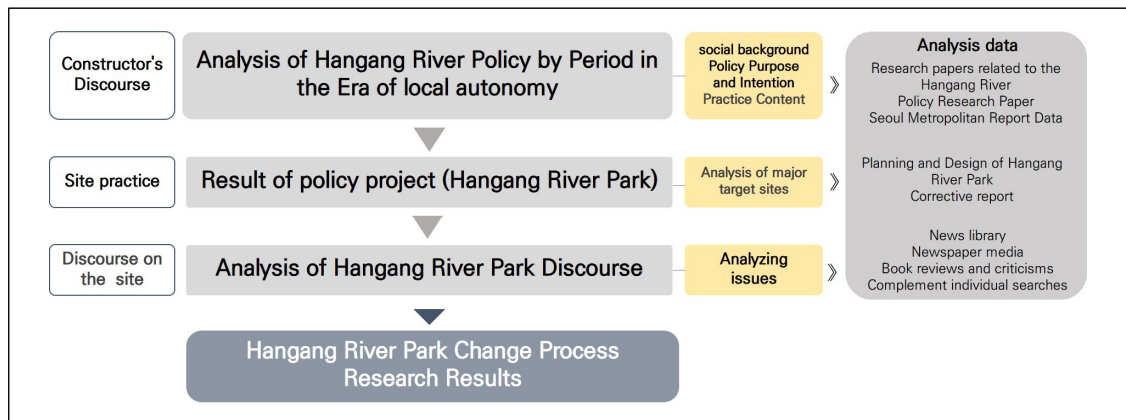 Constructor's
Discourse
Analysis of Hangang River Policy by Period in
the Era of local autonomy
social background
Policy Purpose
and Intention
Practice Content
》
Analysis data
Research papers related to the
Hangang River
Policy Research Paper
Seoul Metropolitan Report Data
Site practice
Result of policy project (Hangang River Park)
Analysis of major
target sites
》
Planning and Design of Hangang
River Park
Corrective report
Discourse on
the site
Analysis of Hangang River Park Discourse
Analyzing
issues
》
News library
Newspaper media
Book reviews and criticisms
Complement individual searches
Hangang River Park Change Process
Research Results